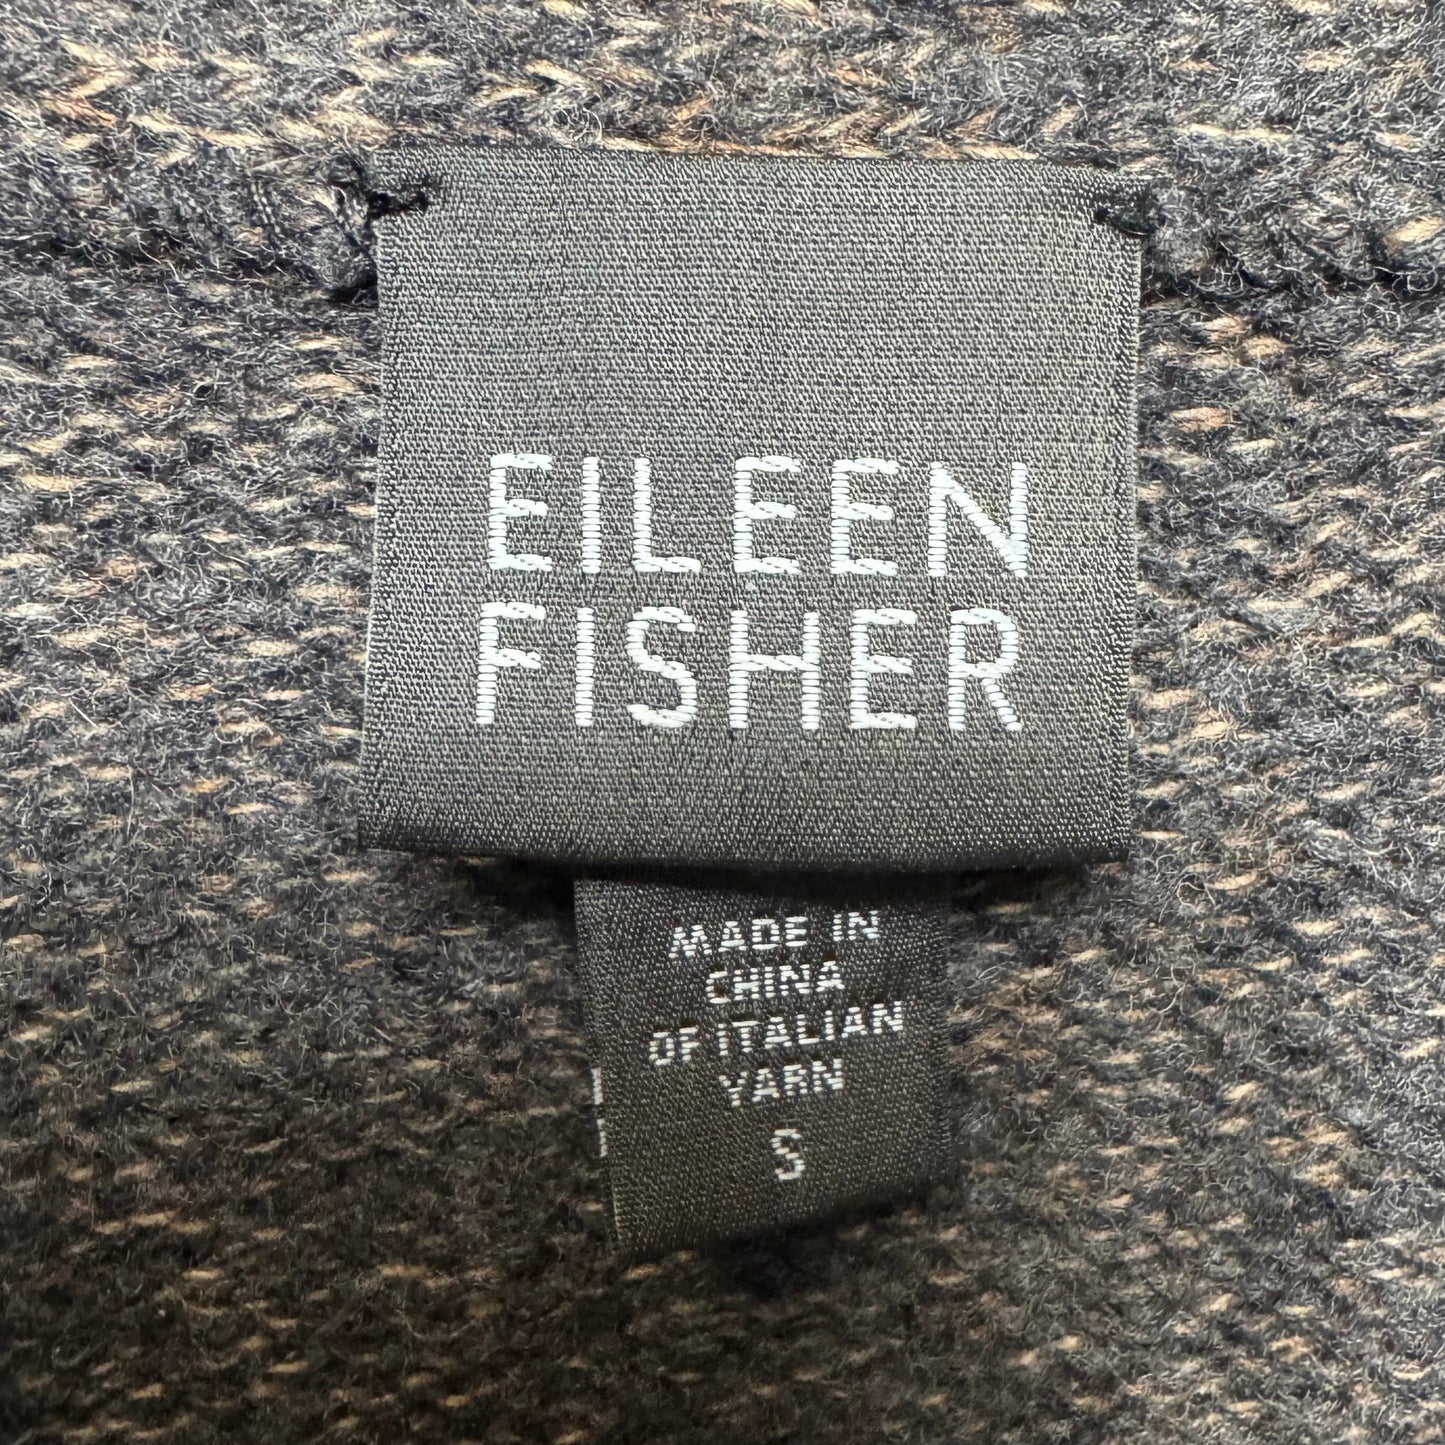 EILEEN
FISHER
MADE IN
CHINA
OF ITALIAN
YARN
S